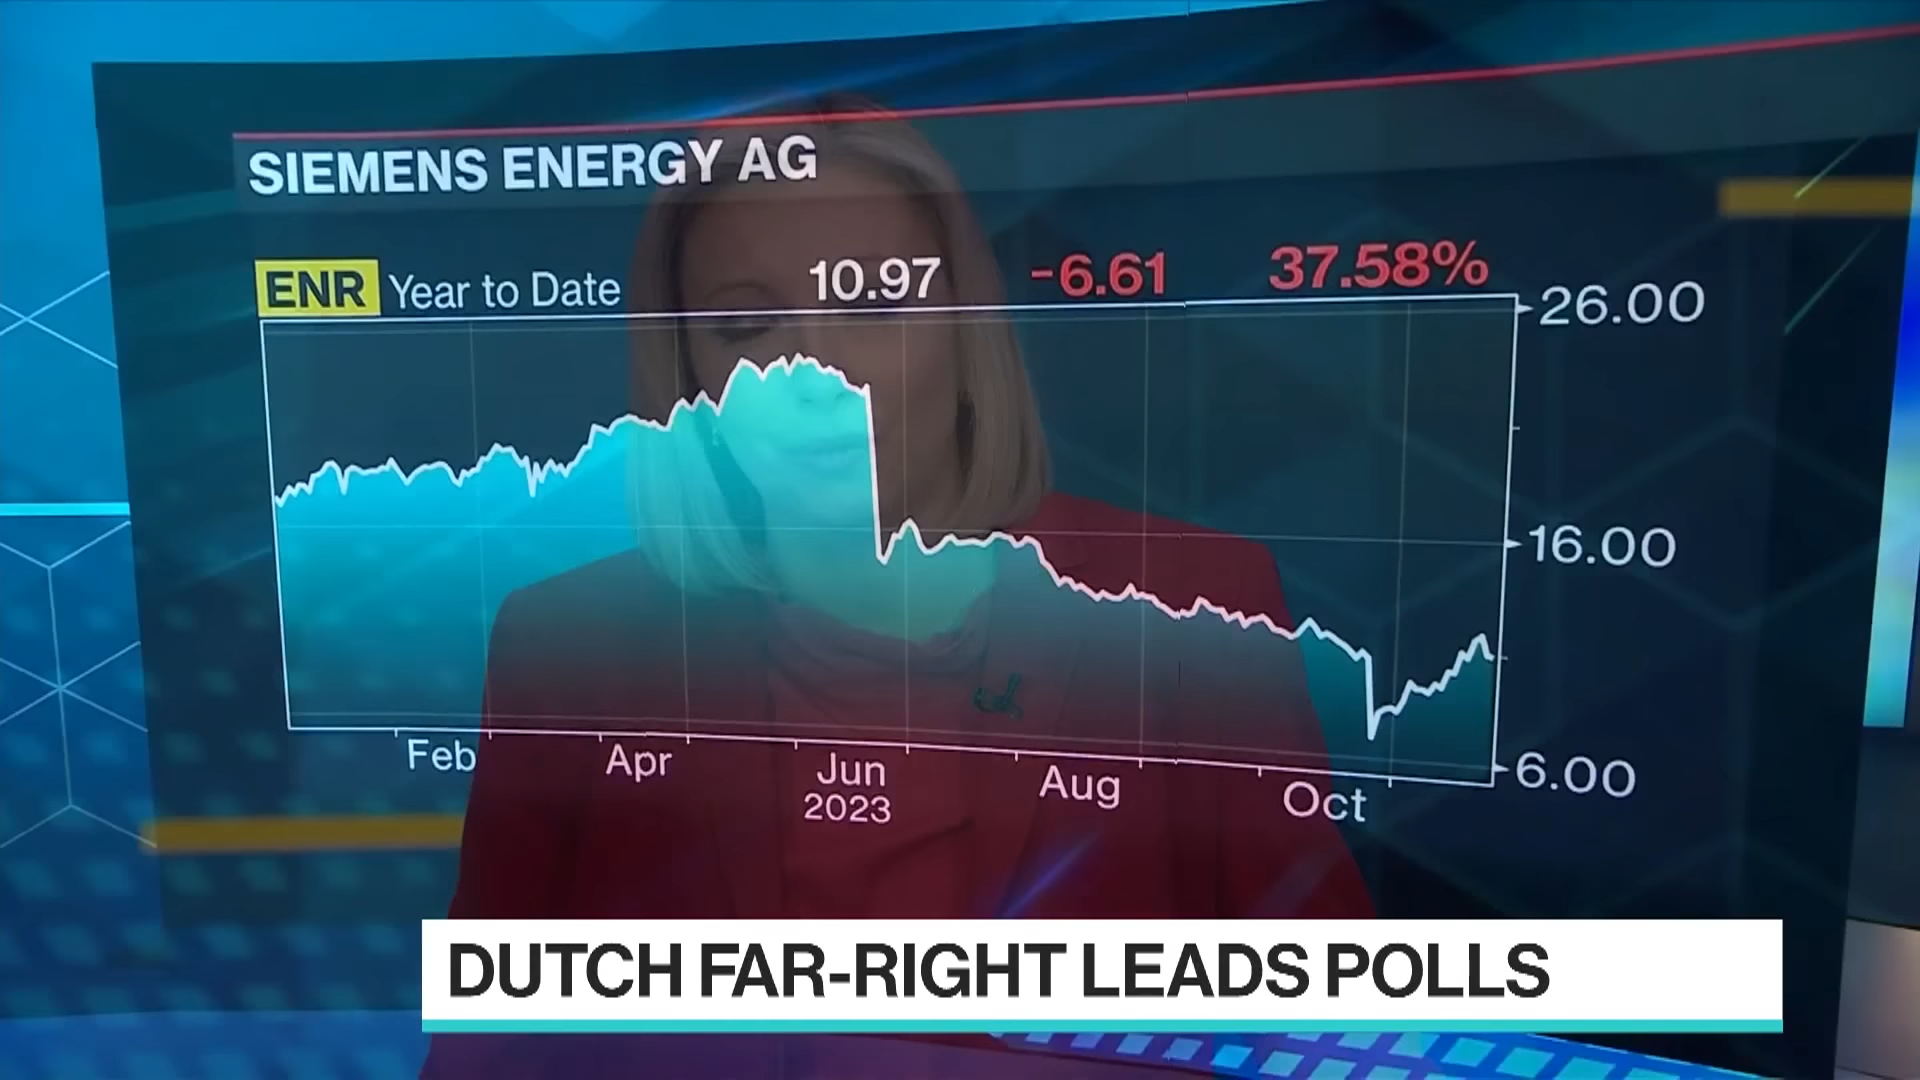 SIEMENS ENERGY AG
ENR Year to Date 10.97 -6.61 37.58%
26.00
16.00
6.00
Feb Apr Jun Aug Oct
2023
DUTCH FAR-RIGHT LEADS POLLS